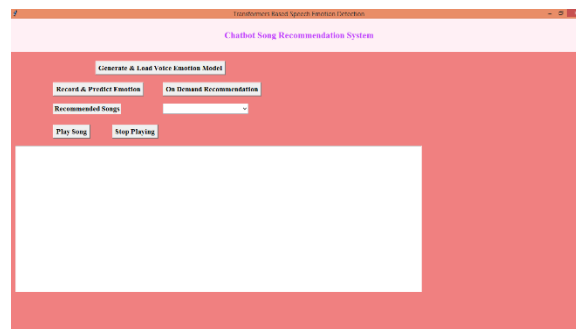 Transformers Based Speech Emotion Detection
Chatbot Song Recommendation System
Generate & Load Voice Emotion Model
Record & Predict Emotion On Demand Recommendation
Recommended Songs
Play Song Stop Playing